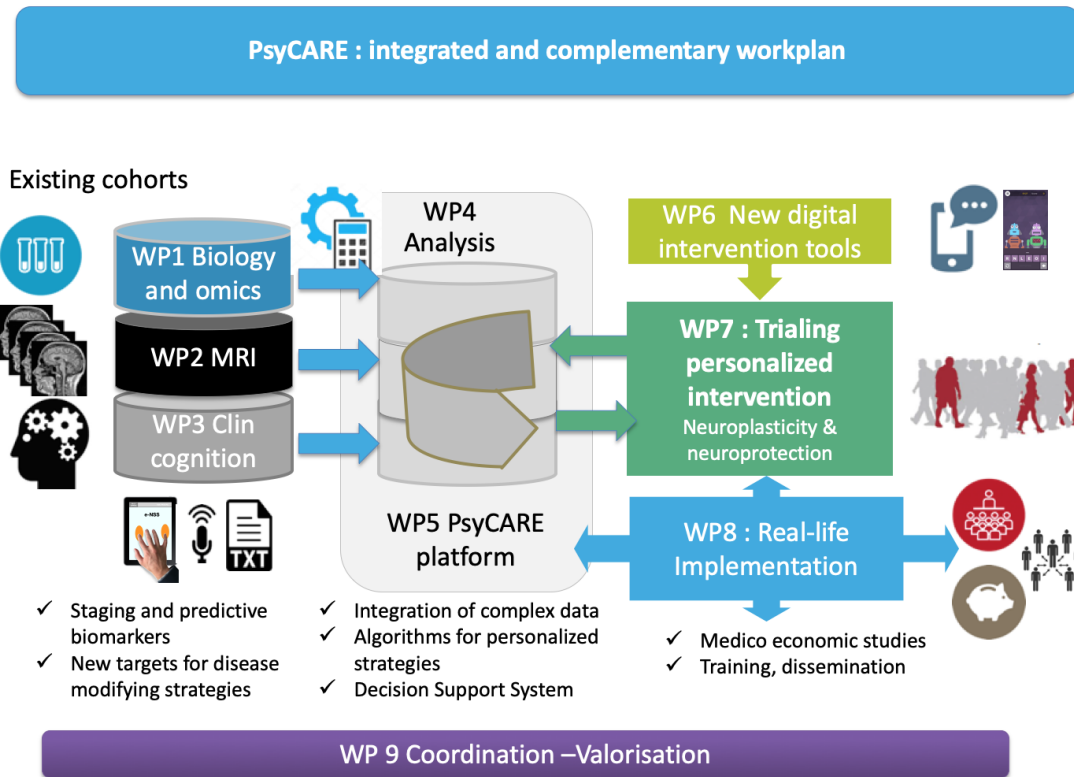 PsyCARE : integrated and complementary workplan
Existing cohorts
WP1 Biology
and omics
WP2 MRI
WP3 Clin
cognition
e-NSS
TXT
✓ Staging and predictive
biomarkers
✓ New targets for disease
modifying strategies
WP4
Analysis
WP5 PsyCARE
platform
✓ Integration of complex data
✓ Algorithms for personalized
strategies
✓ Decision Support System
WP6 New digital
intervention tools
WP7 : Trialing
personalized
intervention
Neuroplasticity &
neuroprotection
WP8 : Real-life
Implementation
✓ Medico economic studies
✓ Training, dissemination
WP 9 Coordination –Valorisation